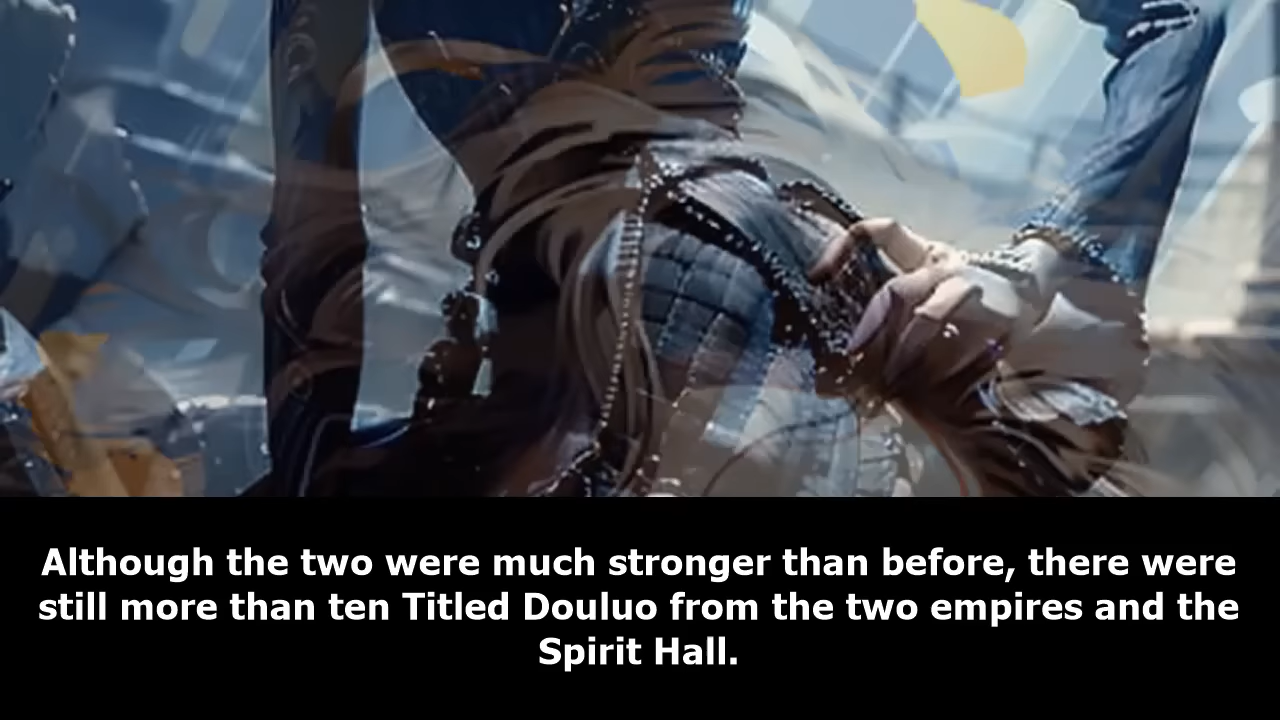 Although the two were much stronger than before, there were
still more than ten Titled Douluo from the two empires and the
Spirit Hall.